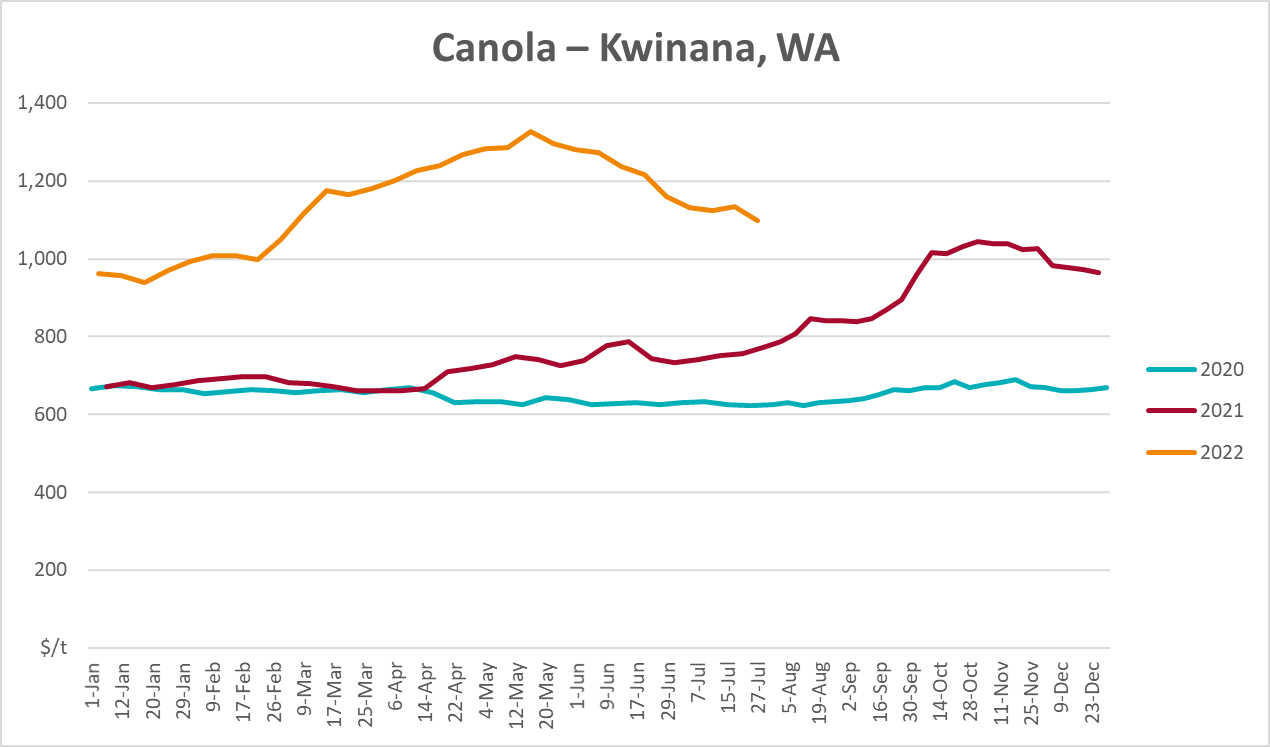 Canola – Kwinana, WA
1,400
1,200
1,000
800
600
400
200
$/t
1-Jan
12-Jan
20-Jan
29-Jan
9-Feb
17-Feb
26-Feb
9-Mar
17-Mar
25-Mar
6-Apr
14-Apr
22-Apr
4-May
12-May
20-May
1-Jun
9-Jun
17-Jun
29-Jun
7-Jul
15-Jul
27-Jul
5-Aug
19-Aug
2-Sep
16-Sep
30-Sep
14-Oct
28-Oct
11-Nov
25-Nov
9-Dec
23-Dec
2020
2021
2022